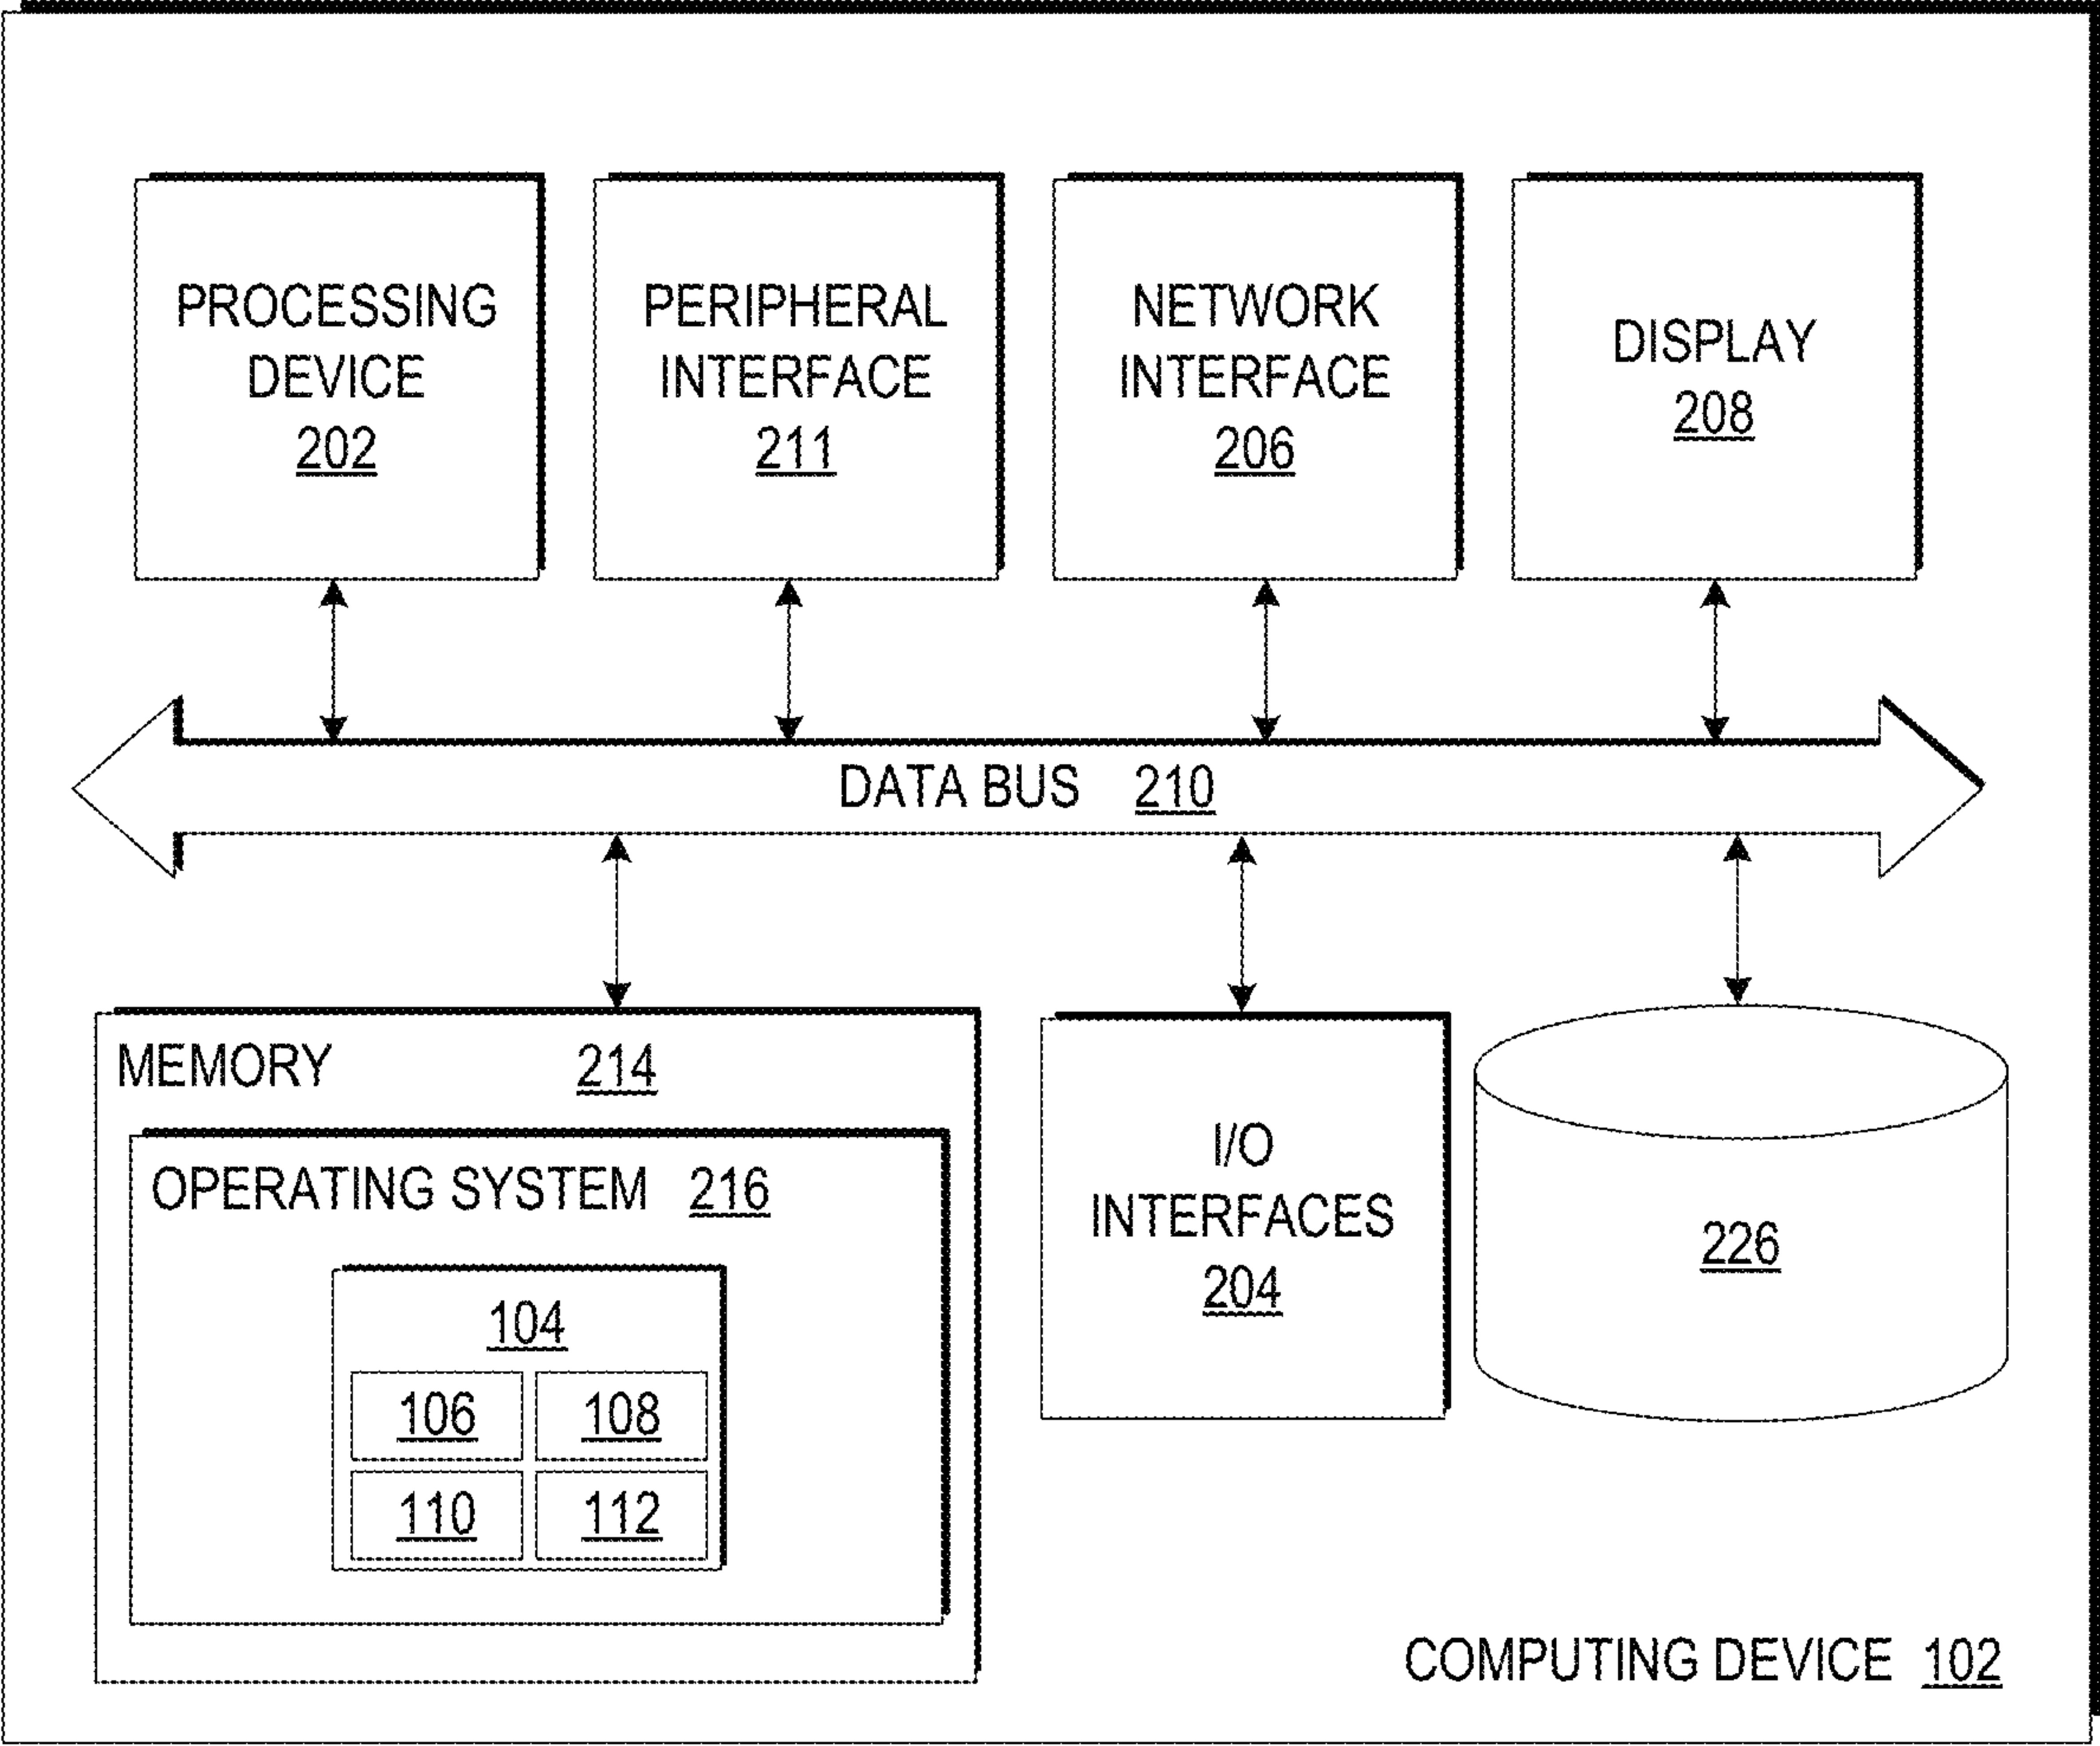 PROCESSING
DEVICE
202
PERIPHERAL
INTERFACE
211
NETWORK
INTERFACE
206
DISPLAY
208
DATA BUS 210
MEMORY 214
OPERATING SYSTEM 216
104
106 108
110 112
I/O
INTERFACES
204
226
COMPUTING DEVICE 102